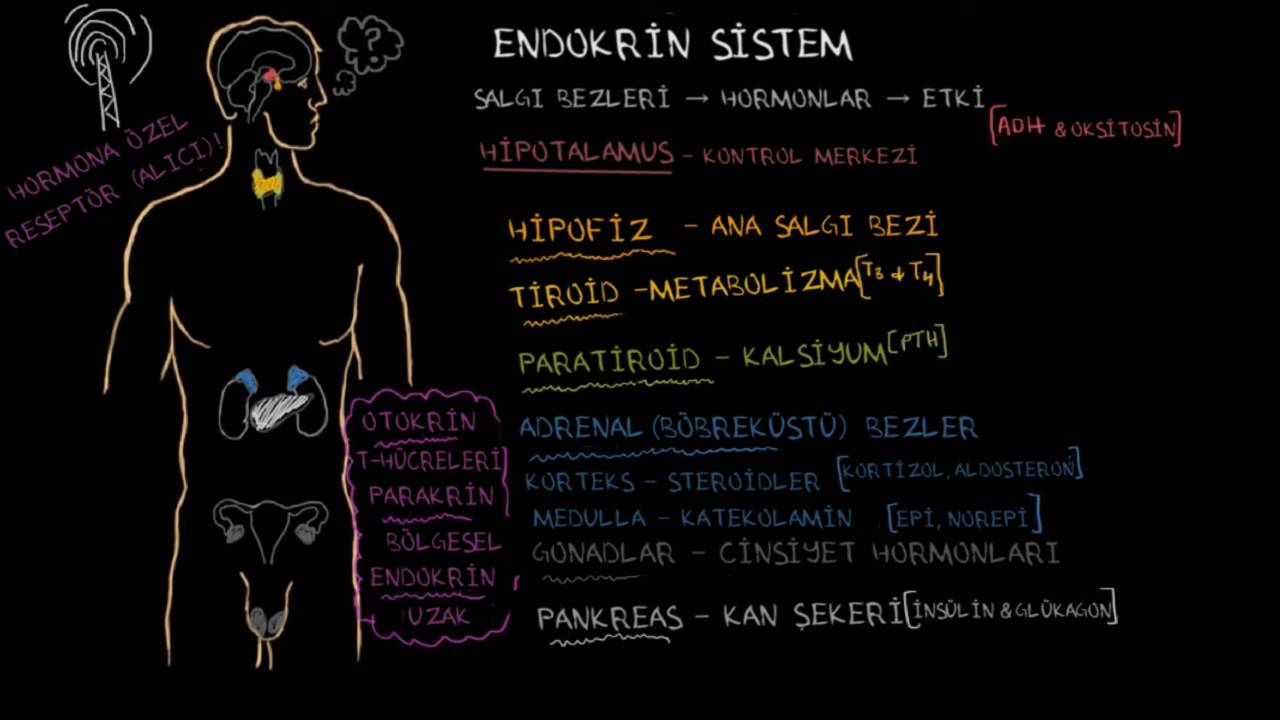 ENDOKRİN SİSTEM
SALGI BEZLERİ → HORMONLAR → ETKİ
HİPOTALAMUS - KONTROL MERKEZİ [ADH & OKSİTOSİN]
HİPOFİZ - ANA SALGI BEZİ
TİROİD - METABOLİZMA [T3 & T4]
PARATİROİD - KALSİYUM [PTH]
ADRENAL (BÖBREKÜSTÜ) BEZLER
KORTEKS - STEROİDLER [KORTİZOL, ALDOSTERON]
MEDULLA - KATEKOLAMİN [EPİ, NOREPİ]
GONADLAR - CİNSİYET HORMONLARI
PANKREAS - KAN ŞEKERİ [İNSÜLİN & GLÜKAGON]
?
HORMONA ÖZEL
RESEPTÖR (ALICI)!
OTOKRİN
T-HÜCRELERİ
PARAKRİN
BÖLGESEL
ENDOKRİN
UZAK